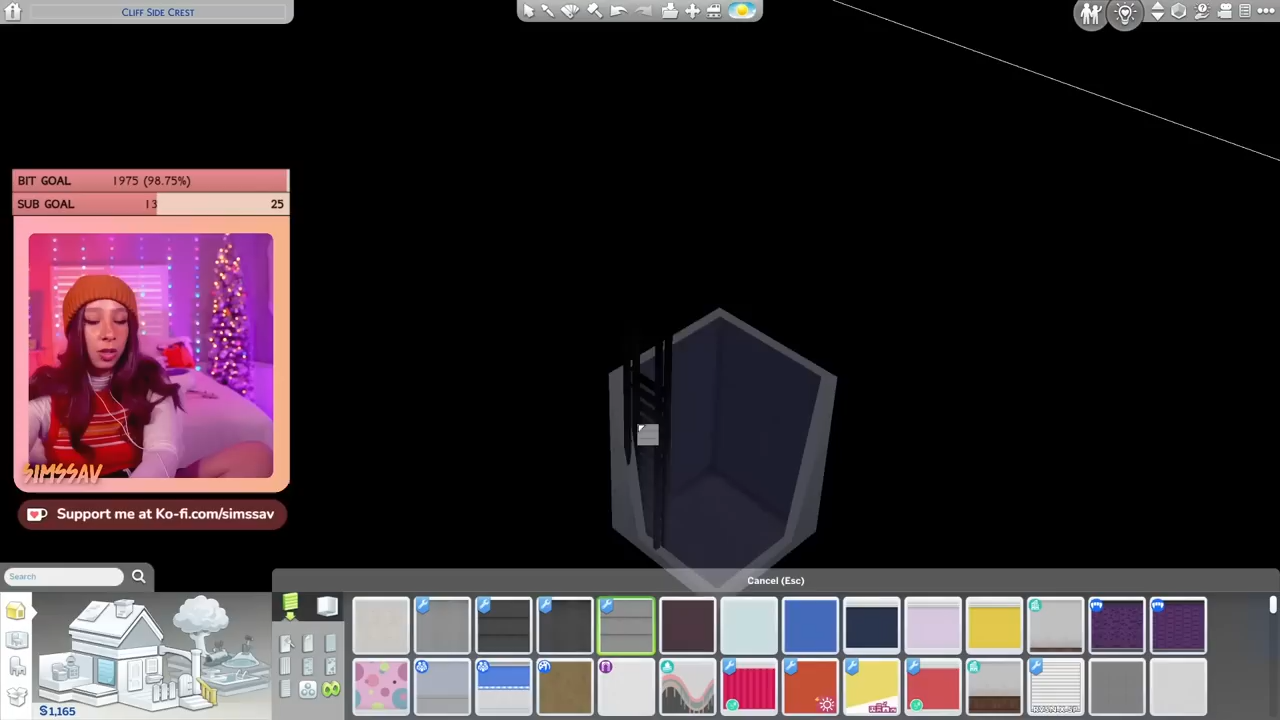 CLIFF SIDE CREST
BIT GOAL 1975 (98.75%)
SUB GOAL 13 25
SIMSSAV
Support me at Ko-fi.com/simssav
Search
Cancel (Esc)
§1,165